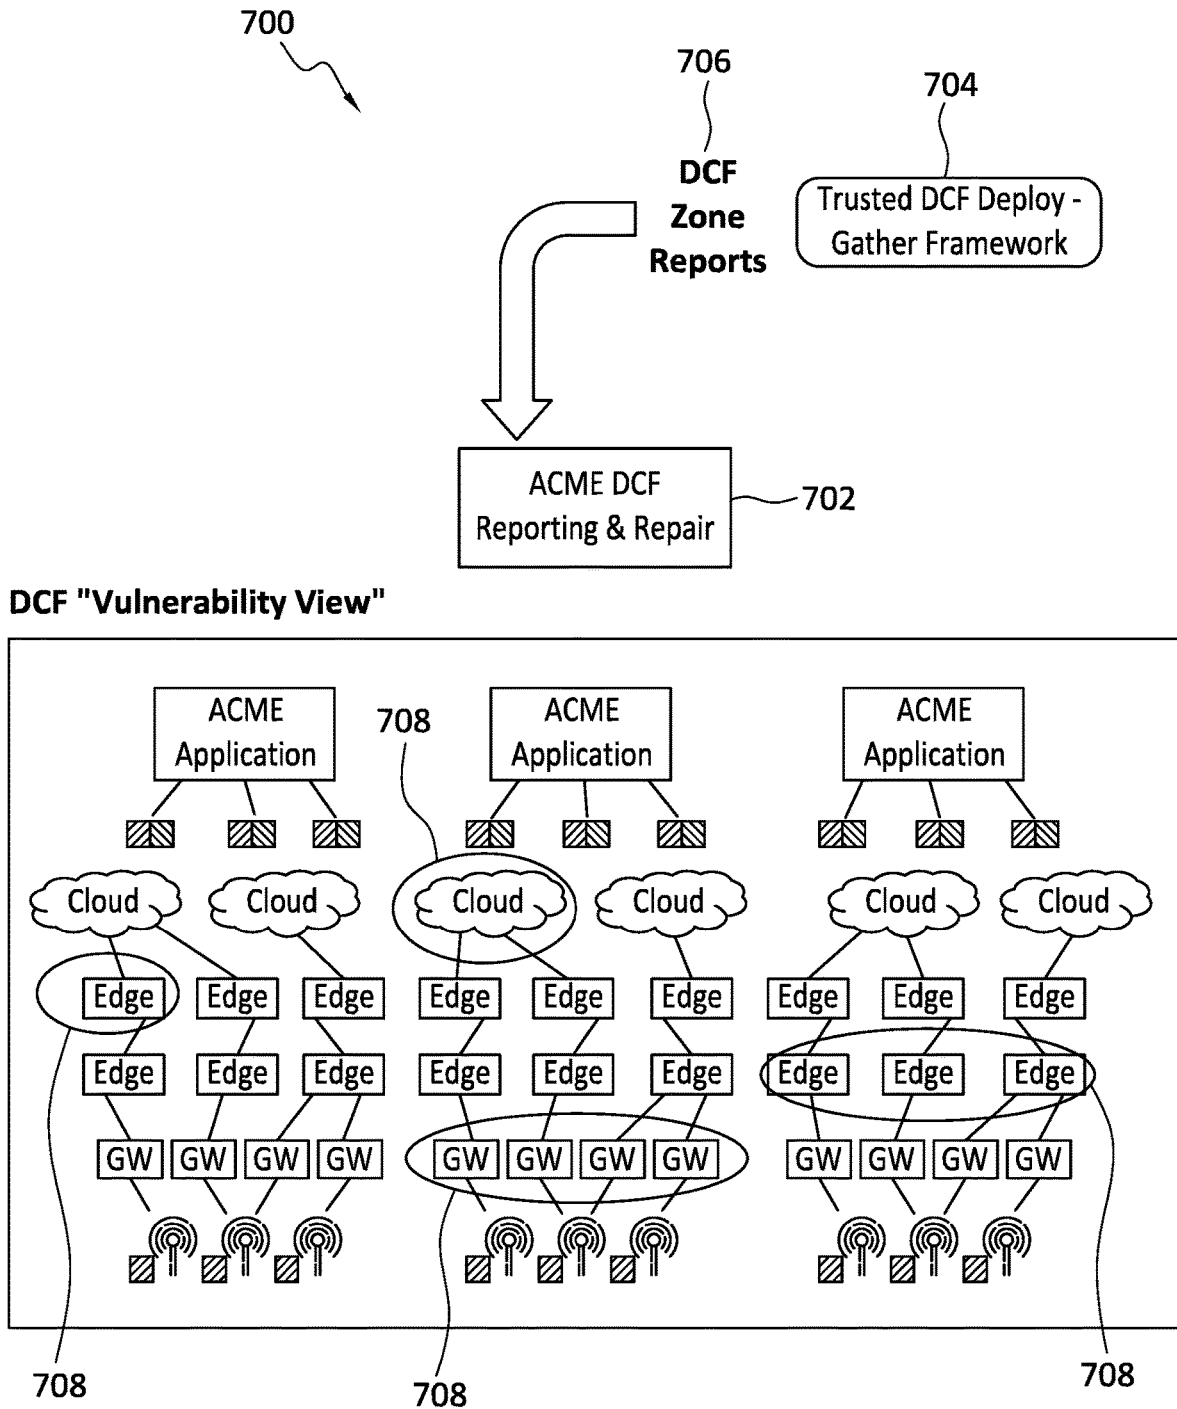 700
706
704
DCF
Zone
Reports
Trusted DCF Deploy -
Gather Framework
ACME DCF
Reporting & Repair
702
DCF "Vulnerability View"
ACME
Application
708
ACME
Application
ACME
Application
Cloud Cloud Cloud Cloud Cloud Cloud
Edge Edge Edge Edge Edge Edge Edge Edge Edge
Edge Edge Edge Edge Edge Edge Edge Edge Edge
GW GW GW GW GW GW GW GW GW GW GW GW
708
708
708